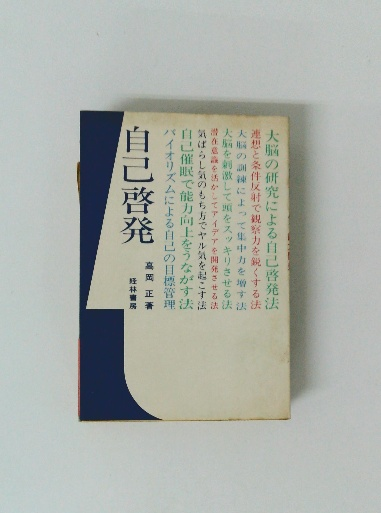 大脳の研究による自己啓発法
連想と条件反射で観察力を鋭くする法
大脳の訓練によって集中力を増す法
大脳を刺激して頭をスッキリさせる法
潜在意識を活かしてアイデアを開発させる法
気ばらし気のもち方でヤル気を起こす法
自己催眠で能力向上をうながす法
バイオリズムによる自己の目標管理
自己啓発
高岡正著
経林書房